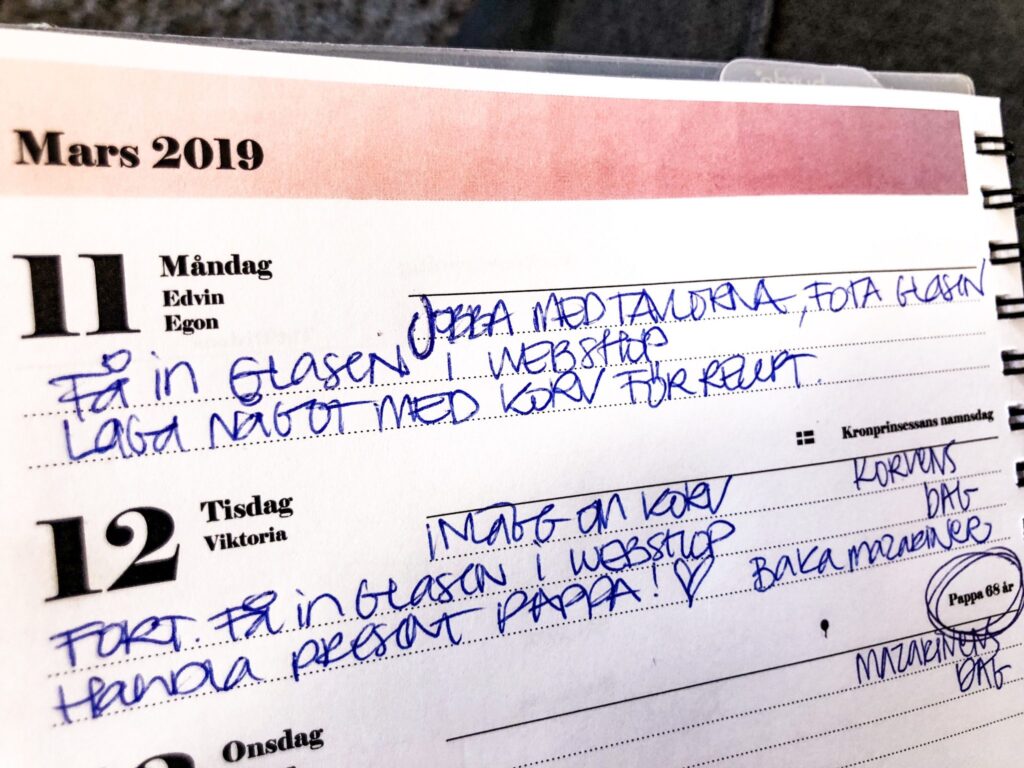 Mars 2019
11 Måndag
Edvin
Egon
JOBBA MED TAVLORNA, FOTA GLASEN
FÅ in GLASEN I WEBSHOP
LAGA NÅGOT MED KORV FÖR RECEPT.
Kronprinsessans namnsdag
12 Tisdag
Viktoria
INLÄGG OM KORV
KORVENS
DAG
FORT. FÅ in GLASEN I WEBSHOP
BAKA MAZARINER
HANDLA PRESENT PAPPA!
Pappa 68 år
MAZARINENS
DAG
Onsdag